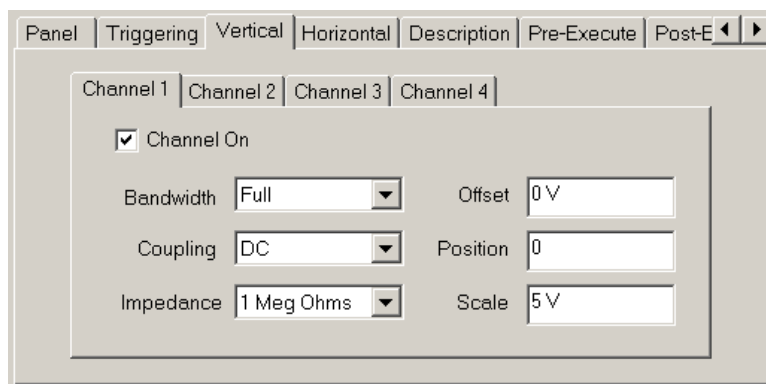 Panel Triggering Vertical Horizontal Description Pre-Execute Post-E
Channel 1 Channel 2 Channel 3 Channel 4
Channel On
Bandwidth Full Offset 0 V
Coupling DC Position 0
Impedance 1 Meg Ohms Scale 5 V